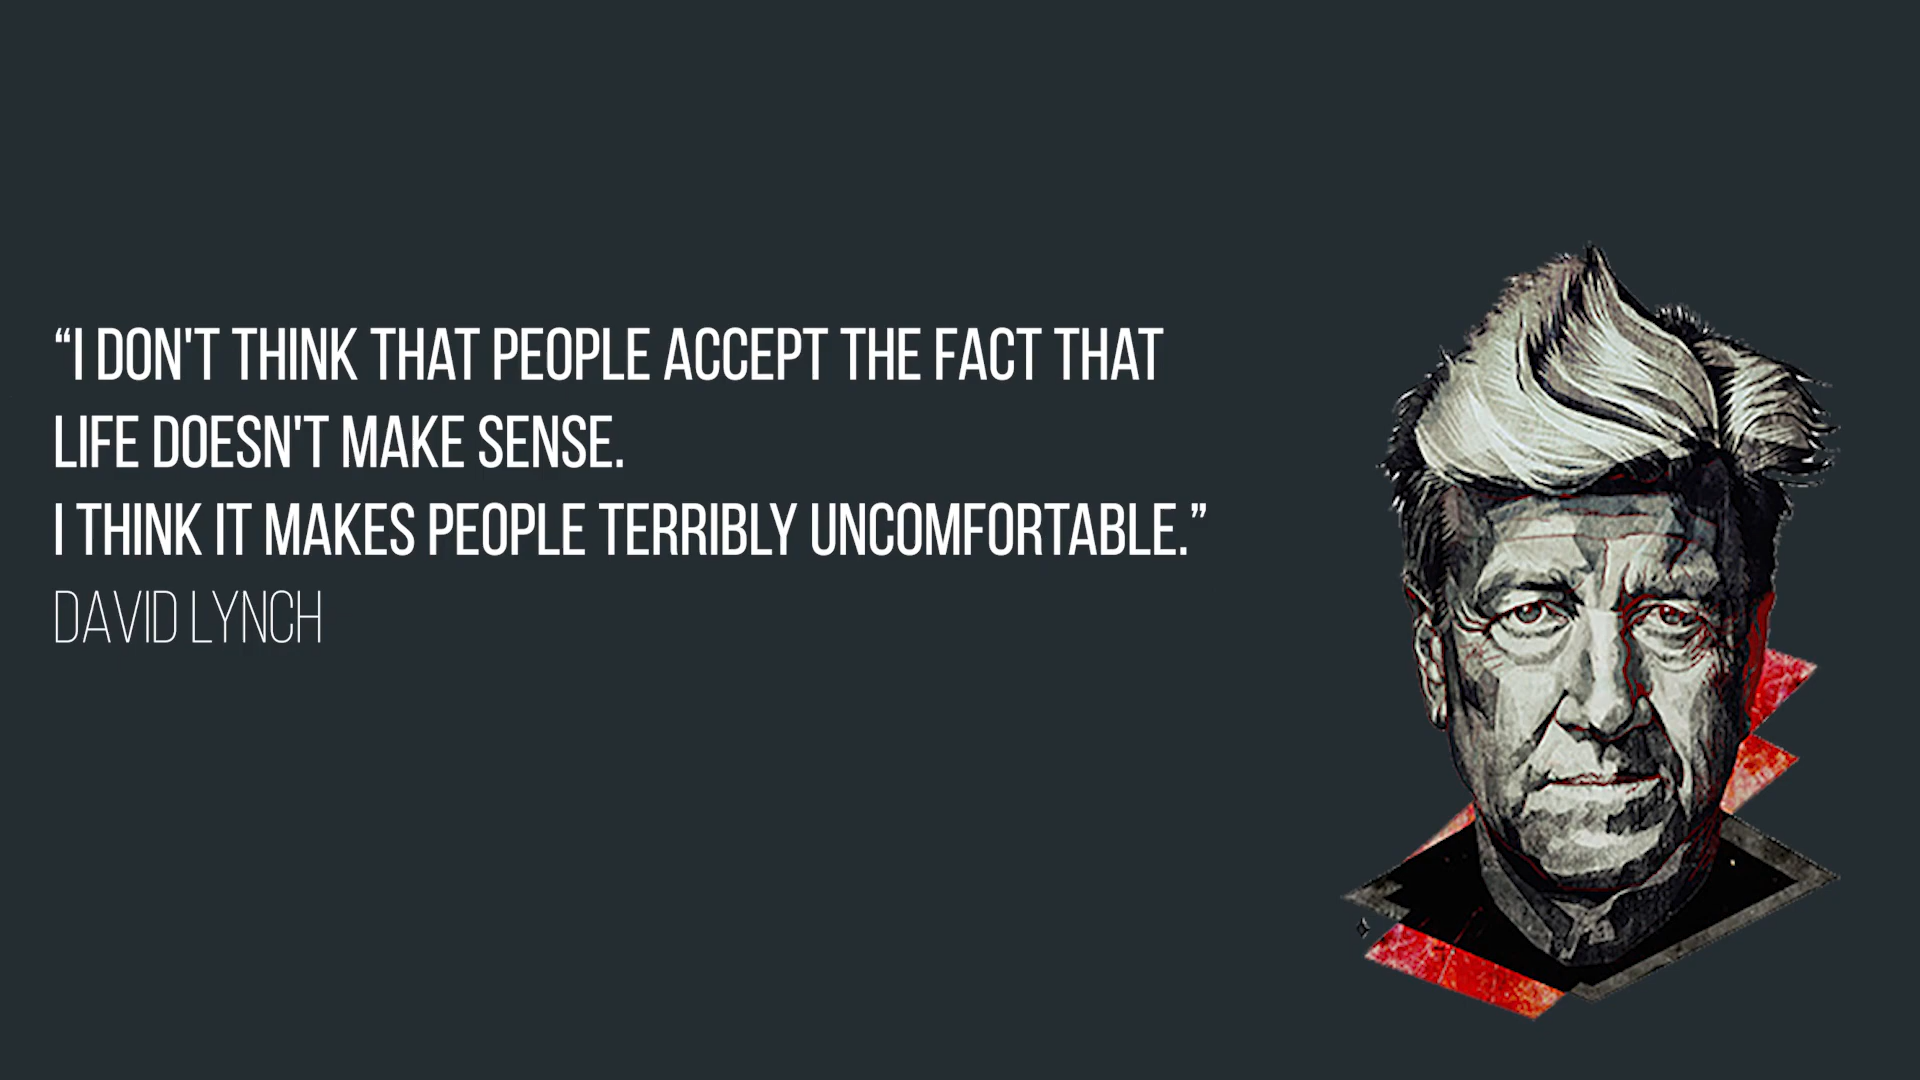 “I DON'T THINK THAT PEOPLE ACCEPT THE FACT THAT
LIFE DOESN'T MAKE SENSE.
I THINK IT MAKES PEOPLE TERRIBLY UNCOMFORTABLE.”
DAVID LYNCH